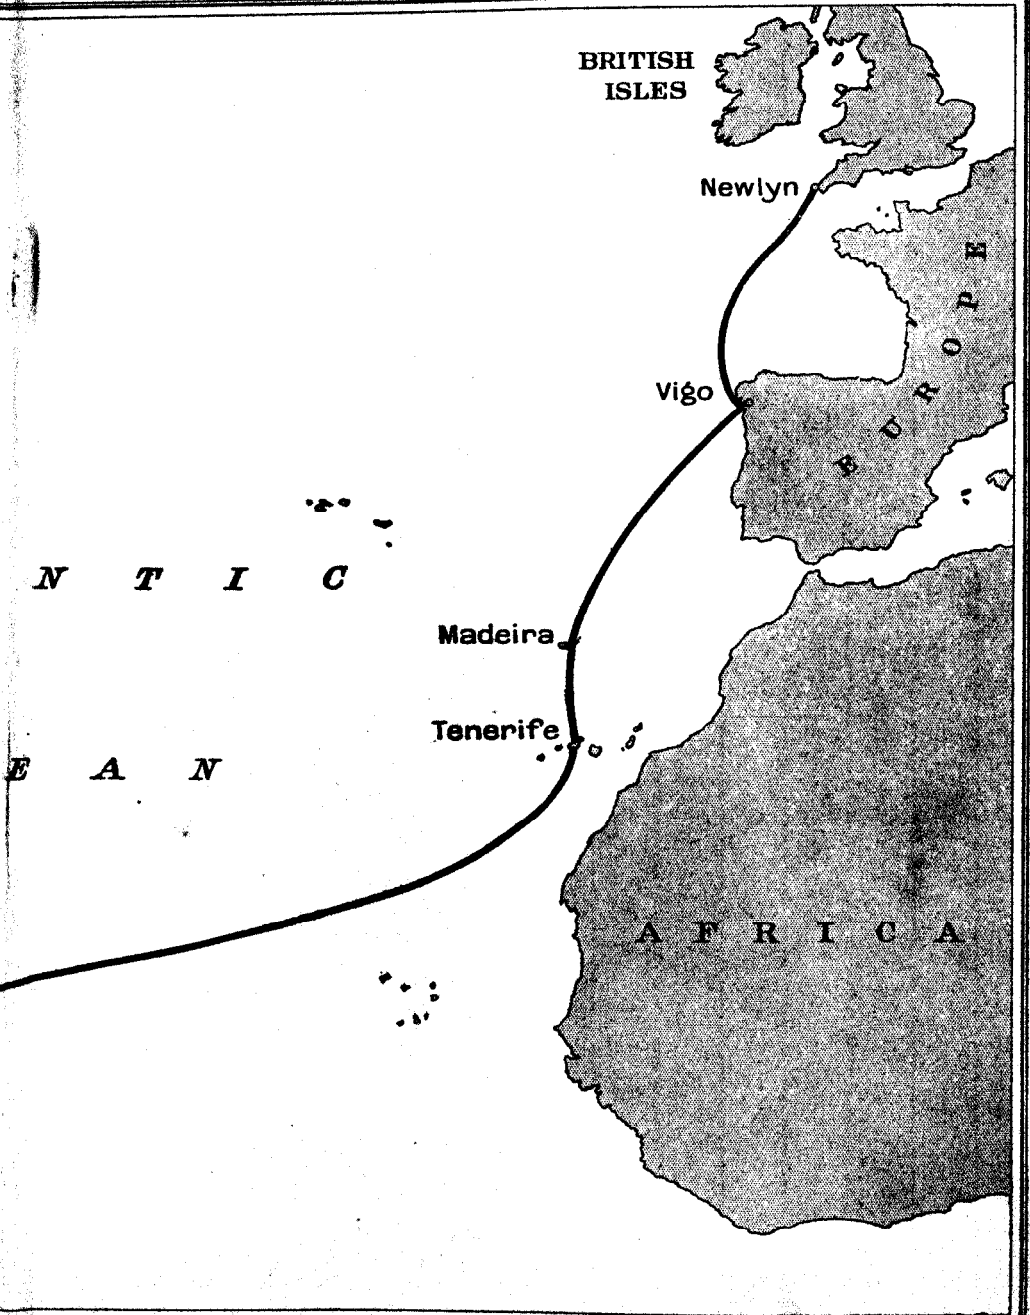 BRITISH
ISLES
Newlyn
EUROPE
Vigo
NTIC
Madeira
Tenerife
EAN
AFRICA